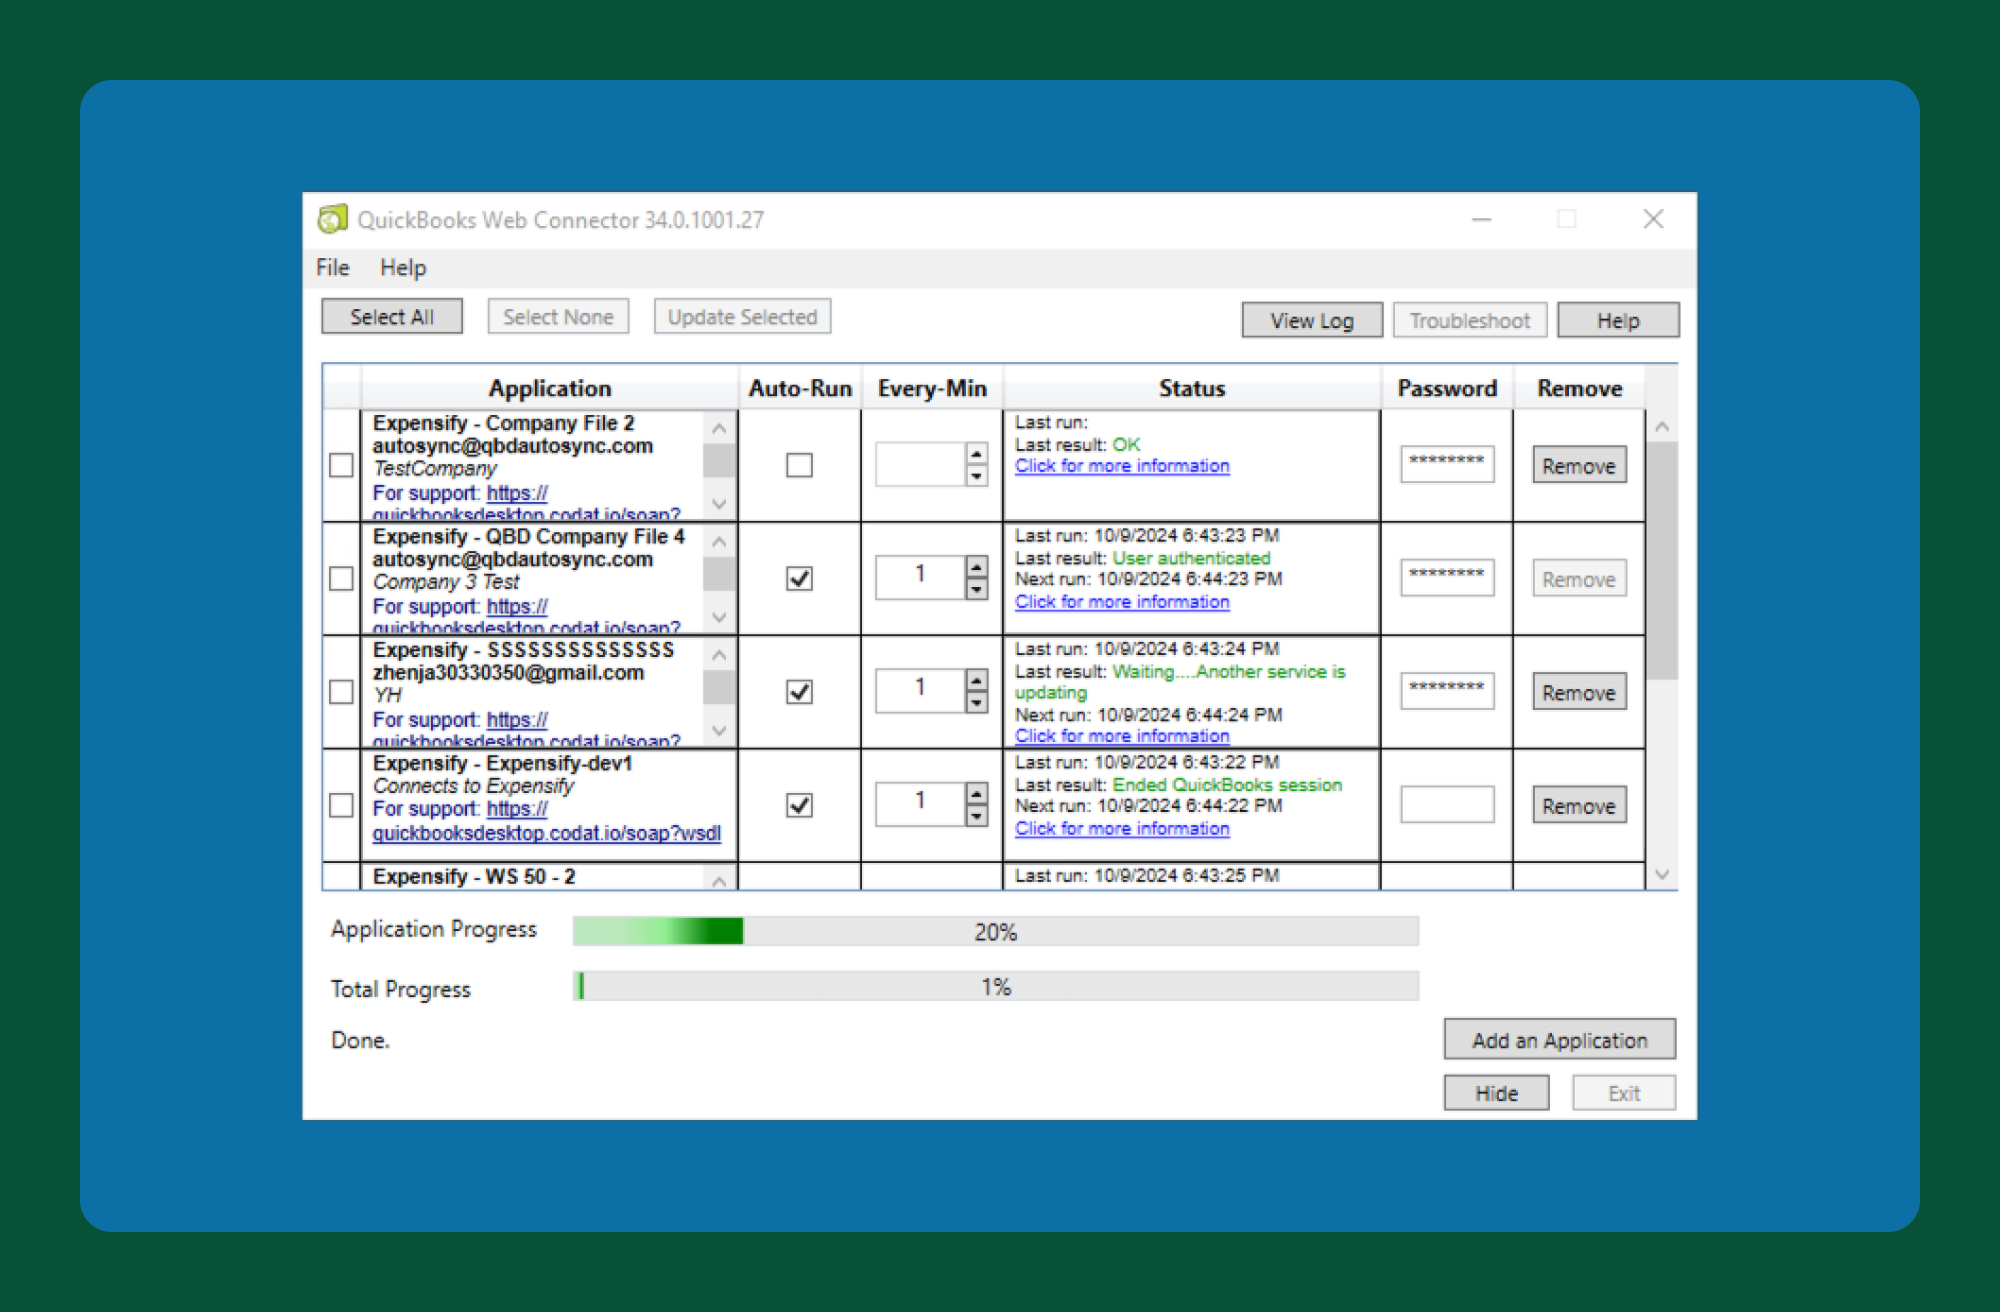 QuickBooks Web Connector 34.0.1001.27
File Help
Select All Select None Update Selected View Log Troubleshoot Help
Application Auto-Run Every-Min Status Password Remove
Expensify - Company File 2
autosync@qbdautosync.com
TestCompany
For support: https://
quickbooksdesktop.codat.io/soap?
Last run:
Last result: OK
Click for more information
********
Remove
Expensify - QBD Company File 4
autosync@qbdautosync.com
Company 3 Test
For support: https://
quickbooksdesktop.codat.io/soap?
1
Last run: 10/9/2024 6:43:23 PM
Last result: User authenticated
Next run: 10/9/2024 6:44:23 PM
Click for more information
********
Remove
Expensify - SSSSSSSSSSSSSS
zhenja30330350@gmail.com
YH
For support: https://
quickbooksdesktop.codat.io/soap?
1
Last run: 10/9/2024 6:43:24 PM
Last result: Waiting....Another service is
updating
Next run: 10/9/2024 6:44:24 PM
Click for more information
********
Remove
Expensify - Expensify-dev1
Connects to Expensify
For support: https://
quickbooksdesktop.codat.io/soap?wsdl
1
Last run: 10/9/2024 6:43:22 PM
Last result: Ended QuickBooks session
Next run: 10/9/2024 6:44:22 PM
Click for more information
Remove
Expensify - WS 50 - 2
Last run: 10/9/2024 6:43:25 PM
Application Progress 20%
Total Progress 1%
Done.
Add an Application
Hide Exit